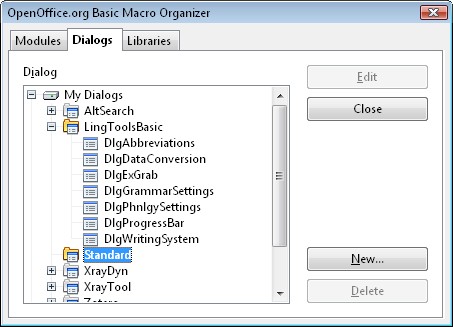 OpenOffice.org Basic Macro Organizer
Modules Dialogs Libraries
Dialog
Edit
Close
My Dialogs
AltSearch
LingToolsBasic
DlgAbbreviations
DlgDataConversion
DlgExGrab
DlgGrammarSettings
DlgPhnlgySettings
DlgProgressBar
DlgWritingSystem
Standard
XrayDyn
XrayTool
New...
Delete